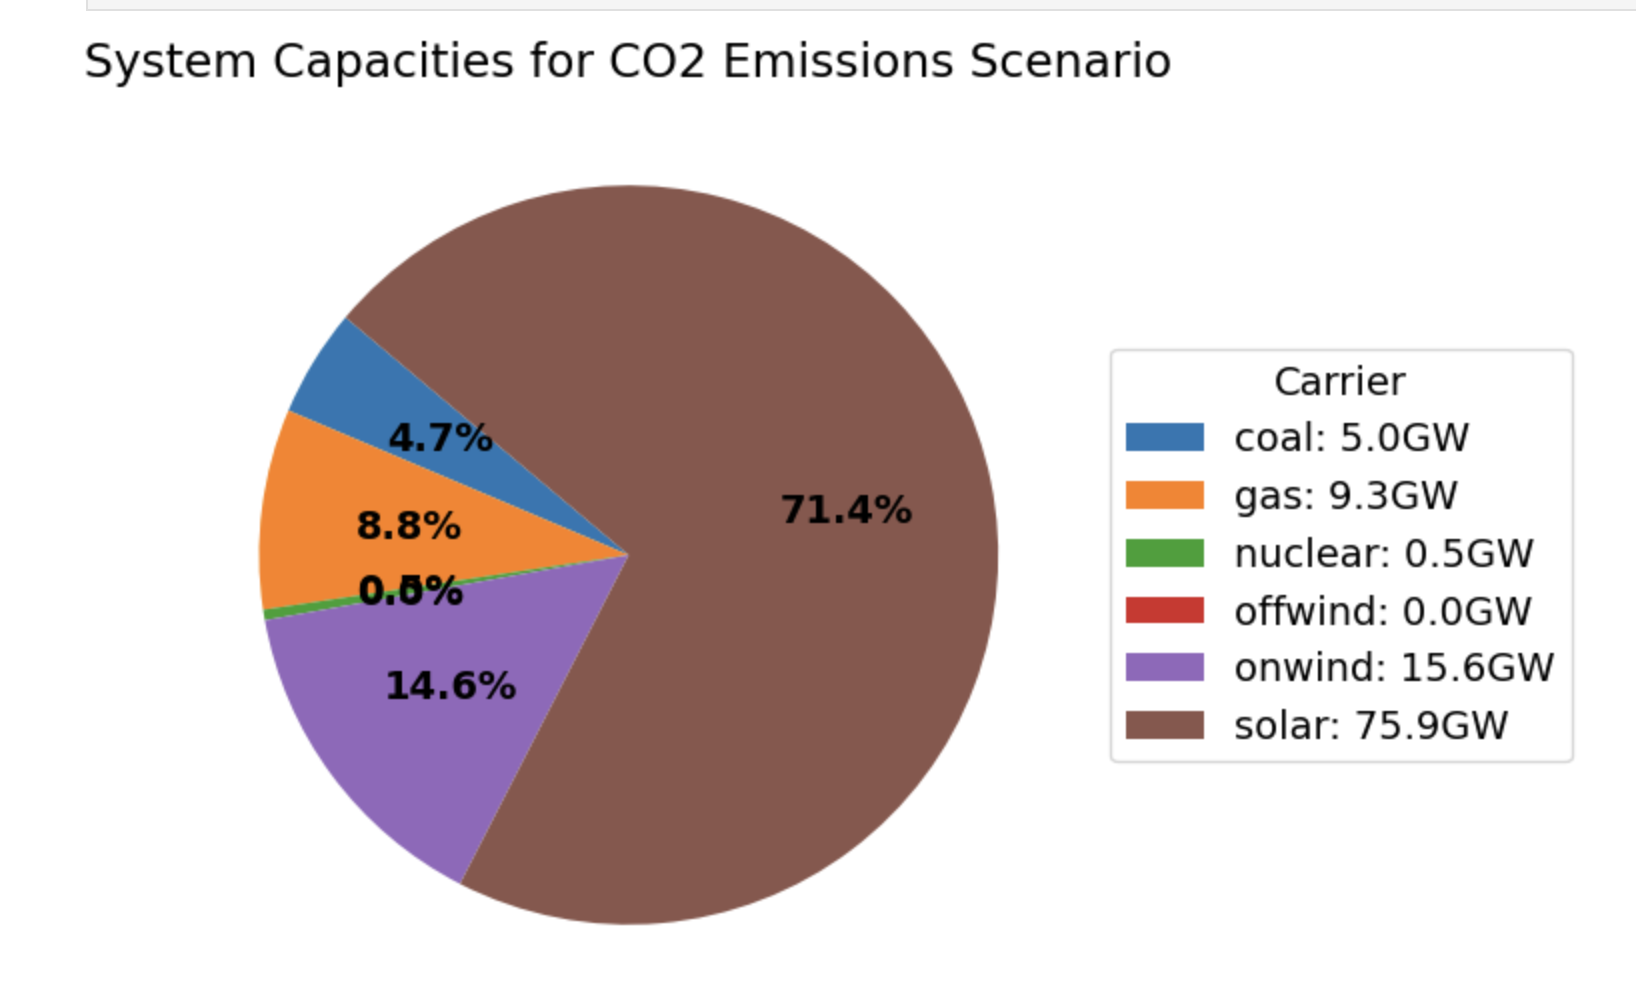 System Capacities for CO2 Emissions Scenario
4.7%
71.4%
8.8%
14.6%
Carrier
coal: 5.0GW
gas: 9.3GW
nuclear: 0.5GW
offwind: 0.0GW
onwind: 15.6GW
solar: 75.9GW